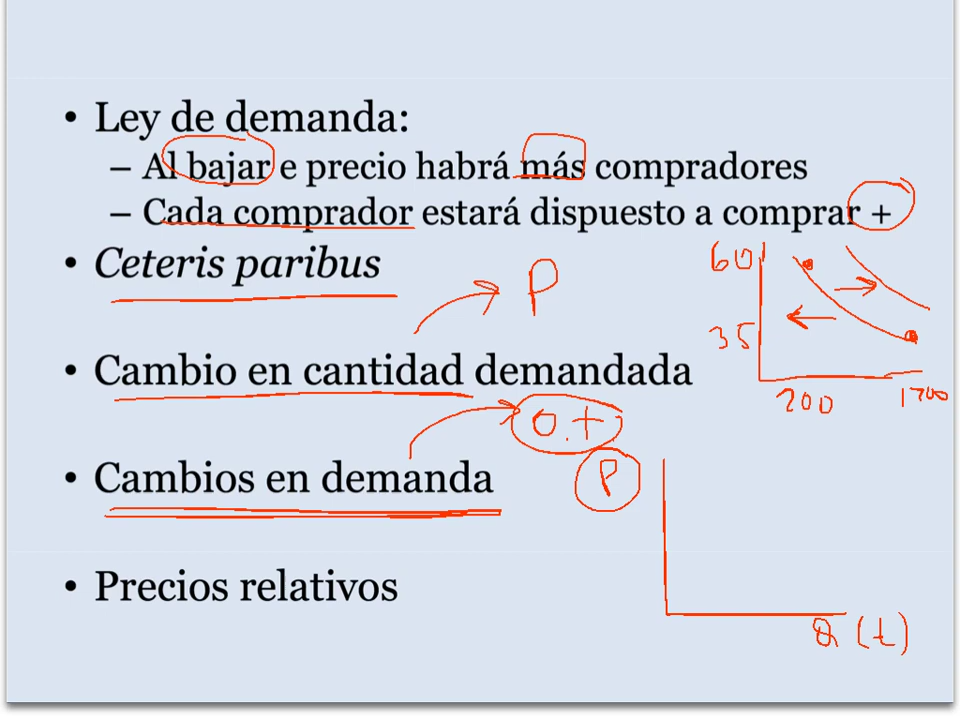 • Ley de demanda:
– Al bajar e precio habrá más compradores
– Cada comprador estará dispuesto a comprar +
• Ceteris paribus
P
60
35
200
1700
• Cambio en cantidad demandada
• Cambios en demanda
P
• Precios relativos
Q (t)